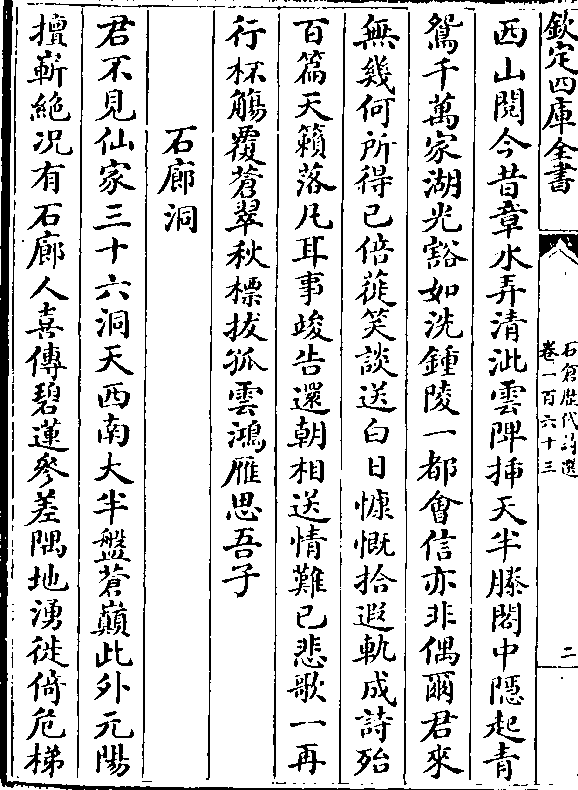 欽定四庫全書
石倉歷代詩選
卷一百六十三
二
西山閱今昔章水弄清泚雲陴揷天半滕閣中隱起青
鴛千萬家湖光豁如洗鍾陵一都會信亦非偶爾君來
無幾何所得已倍蓰笑談送白日慷慨拾遐軌成詩殆
百篇天籟落凡耳事竣告還朝相送情難已悲歌一再
行杯觴覆蒼翠秋標拔孤雲鴻雁思吾子
石廊洞
君不見仙家三十六洞天西南大半盤蒼巔此外元陽
擅嶄絶况有石廊人喜傳碧蓮參差隅地湧徙倚危梯